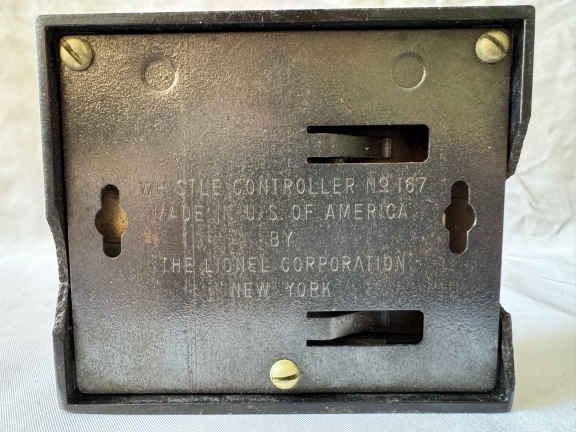 WHISTLE CONTROLLER Nº 167
MADE IN U.S. OF AMERICA
BY
THE LIONEL CORPORATION
NEW YORK